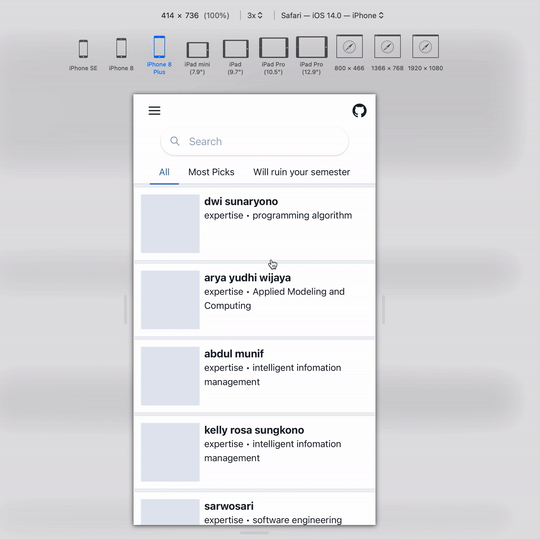 414 × 736 (100%) 3x Safari — iOS 14.0 — iPhone
iPhone SE
iPhone 8
iPhone 8
Plus
iPad mini
(7.9")
iPad
(9.7")
iPad Pro
(10.5")
iPad Pro
(12.9")
800 × 466
1366 × 768
1920 × 1080
Search
All Most Picks Will ruin your semester
dwi sunaryono
expertise • programming algorithm
arya yudhi wijaya
expertise • Applied Modeling and
Computing
abdul munif
expertise • intelligent infomation
management
kelly rosa sungkono
expertise • intelligent infomation
management
sarwosari
expertise • software engineering